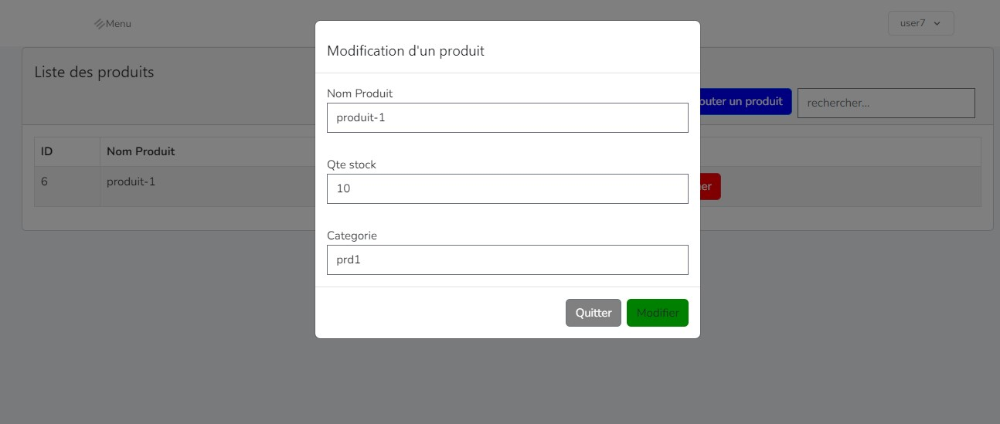 Menu
user7
Modification d'un produit
Liste des produits
Nom Produit
produit-1
outer un produit
rechercher...
ID
Nom Produit
Qte stock
10
6
produit-1
er
Categorie
prd1
Quitter
Modifier